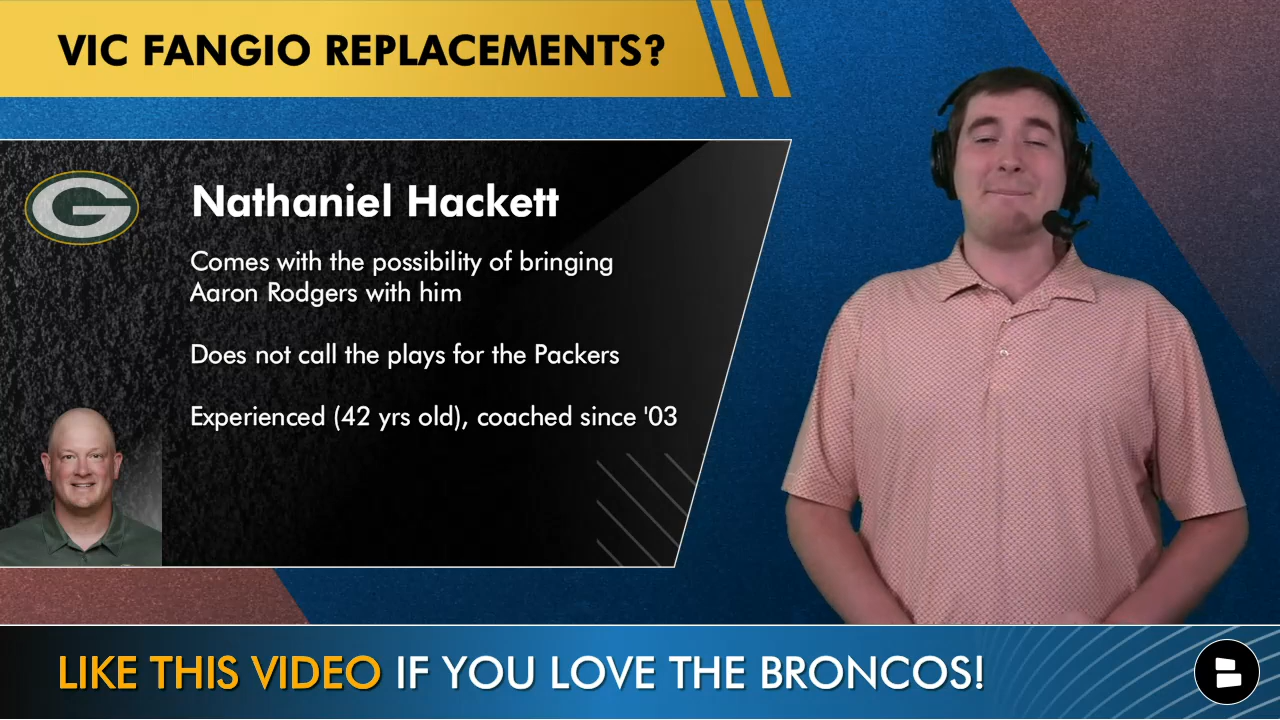 VIC FANGIO REPLACEMENTS?
G
Nathaniel Hackett
Comes with the possibility of bringing
Aaron Rodgers with him
Does not call the plays for the Packers
Experienced (42 yrs old), coached since '03
LIKE THIS VIDEO IF YOU LOVE THE BRONCOS!